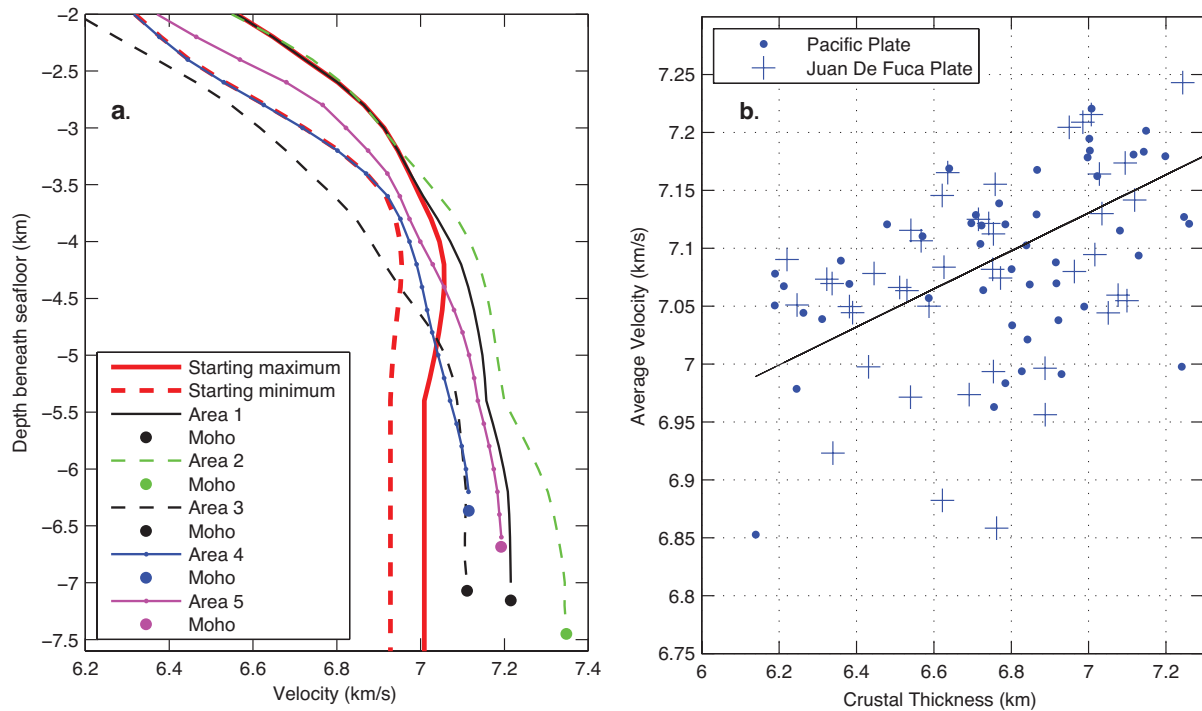 a.
−2
−2.5
−3
−3.5
−4
−4.5
−5
−5.5
−6
−6.5
−7
−7.5
Depth beneath seafloor (km)
Starting maximum
Starting minimum
Area 1
Moho
Area 2
Moho
Area 3
Moho
Area 4
Moho
Area 5
Moho
6.2
6.4
6.6
6.8
7
7.2
7.4
Velocity (km/s)
b.
Pacific Plate
Juan De Fuca Plate
7.25
7.2
7.15
7.1
7.05
7
6.95
6.9
6.85
6.8
6.75
Average Velocity (km/s)
6
6.2
6.4
6.6
6.8
7
7.2
Crustal Thickness (km)